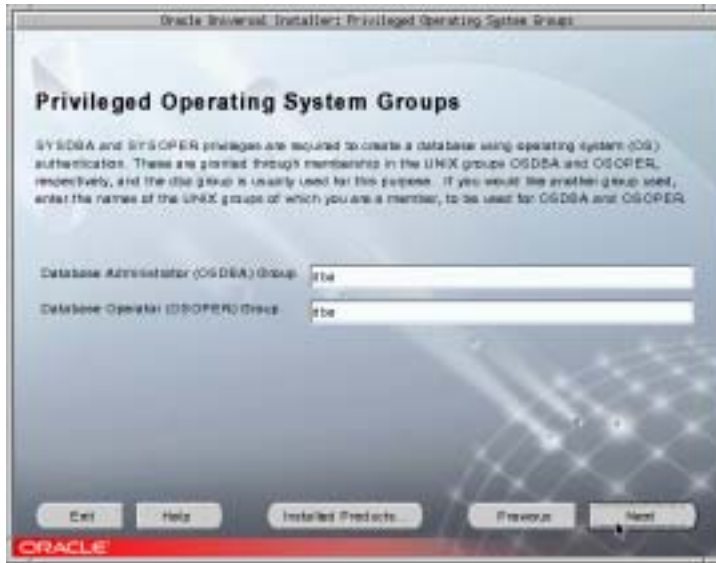 Oracle Universal Installer: Privileged Operating System Groups
Privileged Operating System Groups
SYSDBA and SYSOPER privileges are required to create a database using operating system (OS)
authentication. These are granted through membership in the UNIX groups OSDBA and OSOPER,
respectively, and the dba group is usually used for this purpose. If you would like another group used,
enter the names of the UNIX groups of which you are a member, to be used for OSDBA and OSOPER.
Database Administrator (OSDBA) Group
dba
Database Operator (OSOPER) Group
dba
Exit
Help
Installed Products...
Previous
Next
ORACLE